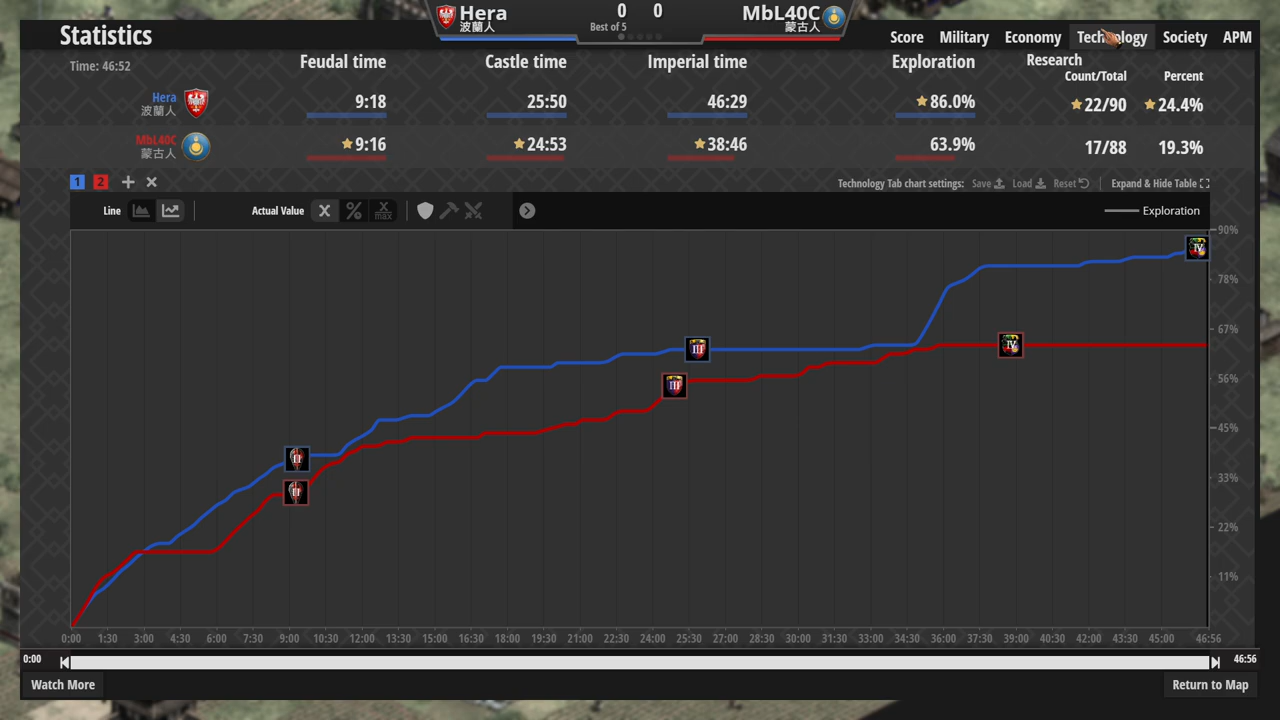 Hera 0 0 MbL40C
波蘭人 Best of 5 蒙古人
Statistics
Score Military Economy Technology Society APM
Time: 46:52
Feudal time Castle time Imperial time Exploration Research
Count/Total Percent
Hera 9:18 25:50 46:29 86.0% 22/90 24.4%
波蘭人
MbL40C 9:16 24:53 38:46 63.9% 17/88 19.3%
蒙古人
1 2
Technology Tab chart settings: Save Load Reset Expand & Hide Table
Line Actual Value X % X/max Exploration
90%
78%
67%
56%
45%
33%
22%
11%
III
IV
IV
III
II
II
0:00 1:30 3:00 4:30 6:00 7:30 9:00 10:30 12:00 13:30 15:00 16:30 18:00 19:30 21:00 22:30 24:00 25:30 27:00 28:30 30:00 31:30 33:00 34:30 36:00 37:30 39:00 40:30 42:00 43:30 45:00 46:56
0:00 46:56
Watch More Return to Map